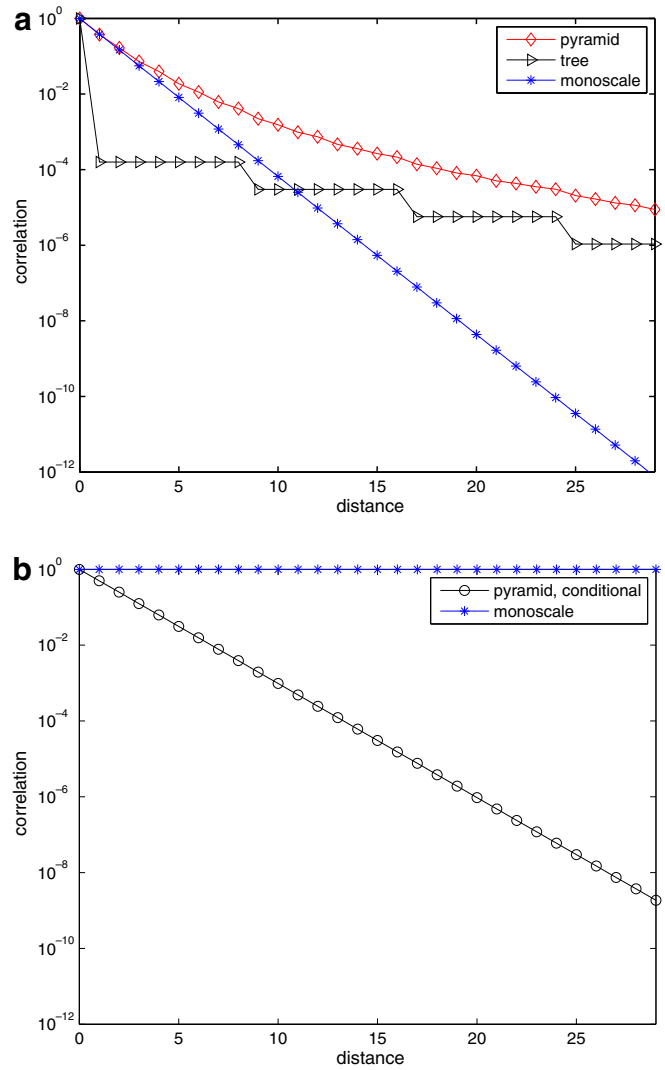 a
10^0
10^−2
10^−4
10^−6
10^−8
10^−10
10^−12
correlation
pyramid
tree
monoscale
0 5 10 15 20 25
distance
b
10^0
10^−2
10^−4
10^−6
10^−8
10^−10
10^−12
correlation
pyramid, conditional
monoscale
0 5 10 15 20 25
distance